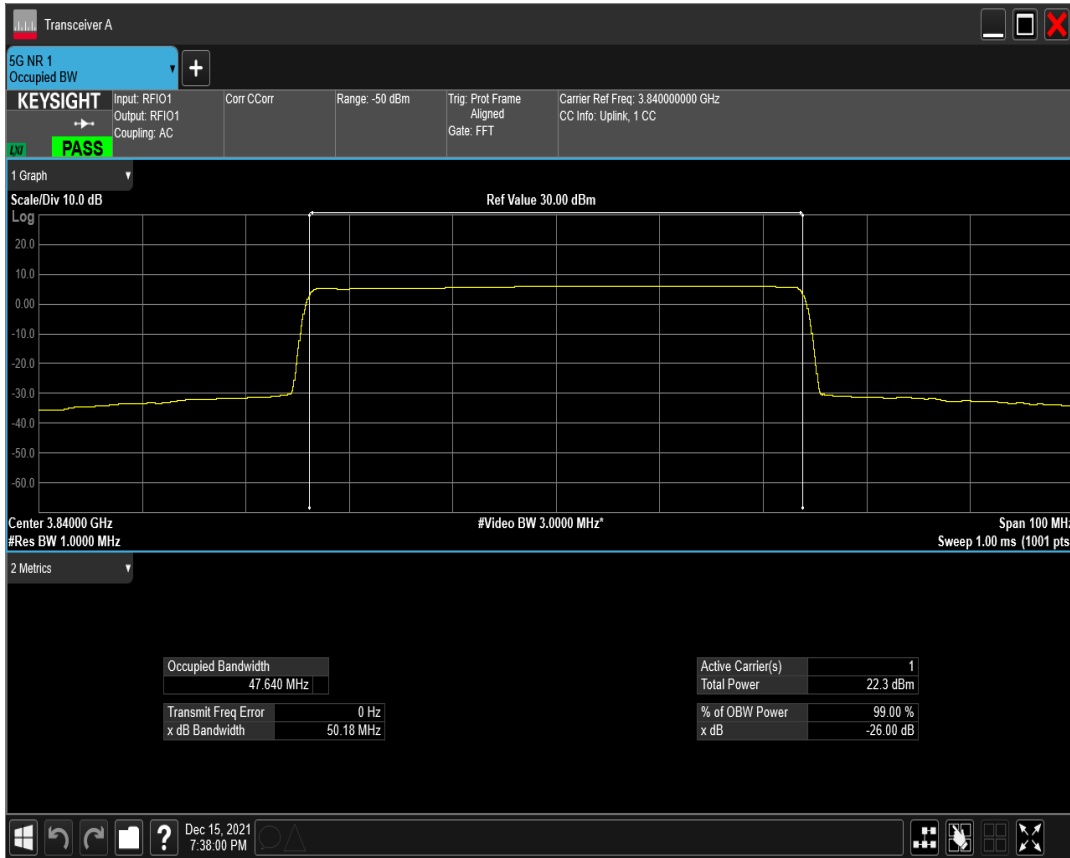 Transceiver A
5G NR 1
Occupied BW
+
KEYSIGHT
LXI
PASS
Input: RFIO1
Output: RFIO1
Coupling: AC
Corr CCorr
Range: -50 dBm
Trig: Prot Frame
Aligned
Gate: FFT
Carrier Ref Freq: 3.840000000 GHz
CC Info: Uplink, 1 CC
1 Graph
Scale/Div 10.0 dB
Ref Value 30.00 dBm
Log
20.0
10.0
0.00
-10.0
-20.0
-30.0
-40.0
-50.0
-60.0
Center 3.84000 GHz
#Video BW 3.0000 MHz*
Span 100 MHz
#Res BW 1.0000 MHz
Sweep 1.00 ms (1001 pts
2 Metrics
Occupied Bandwidth
47.640 MHz
Transmit Freq Error 0 Hz
x dB Bandwidth 50.18 MHz
Active Carrier(s) 1
Total Power 22.3 dBm
% of OBW Power 99.00 %
x dB -26.00 dB
?
Dec 15, 2021
7:38:00 PM